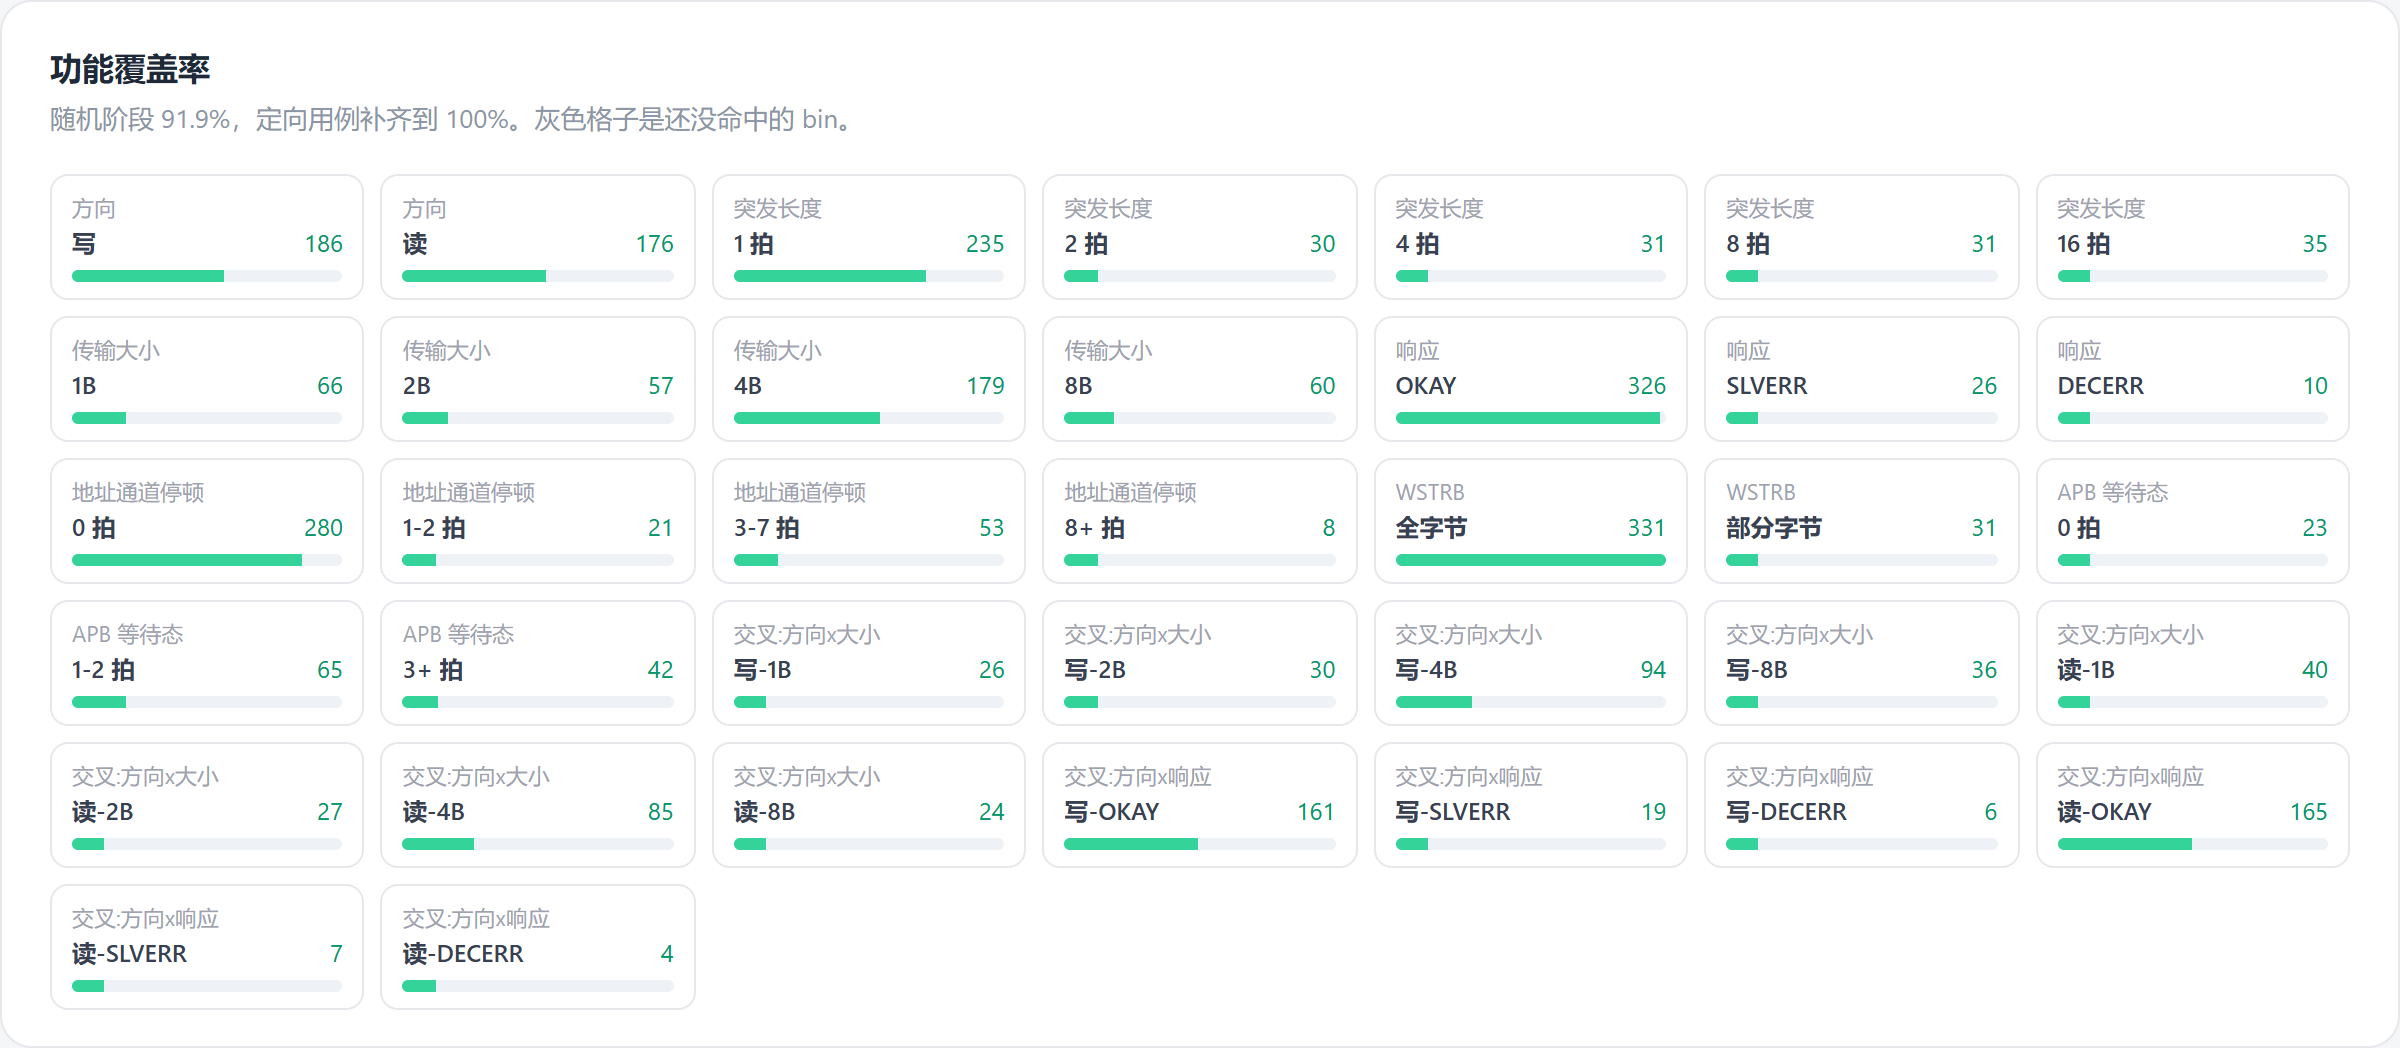 功能覆盖率
随机阶段 91.9%，定向用例补齐到 100%。灰色格子是还没命中的 bin。
方向
写 186
方向
读 176
突发长度
1 拍 235
突发长度
2 拍 30
突发长度
4 拍 31
突发长度
8 拍 31
突发长度
16 拍 35
传输大小
1B 66
传输大小
2B 57
传输大小
4B 179
传输大小
8B 60
响应
OKAY 326
响应
SLVERR 26
响应
DECERR 10
地址通道停顿
0 拍 280
地址通道停顿
1-2 拍 21
地址通道停顿
3-7 拍 53
地址通道停顿
8+ 拍 8
WSTRB
全字节 331
WSTRB
部分字节 31
APB 等待态
0 拍 23
APB 等待态
1-2 拍 65
APB 等待态
3+ 拍 42
交叉:方向x大小
写-1B 26
交叉:方向x大小
写-2B 30
交叉:方向x大小
写-4B 94
交叉:方向x大小
写-8B 36
交叉:方向x大小
读-1B 40
交叉:方向x大小
读-2B 27
交叉:方向x大小
读-4B 85
交叉:方向x大小
读-8B 24
交叉:方向x响应
写-OKAY 161
交叉:方向x响应
写-SLVERR 19
交叉:方向x响应
写-DECERR 6
交叉:方向x响应
读-OKAY 165
交叉:方向x响应
读-SLVERR 7
交叉:方向x响应
读-DECERR 4